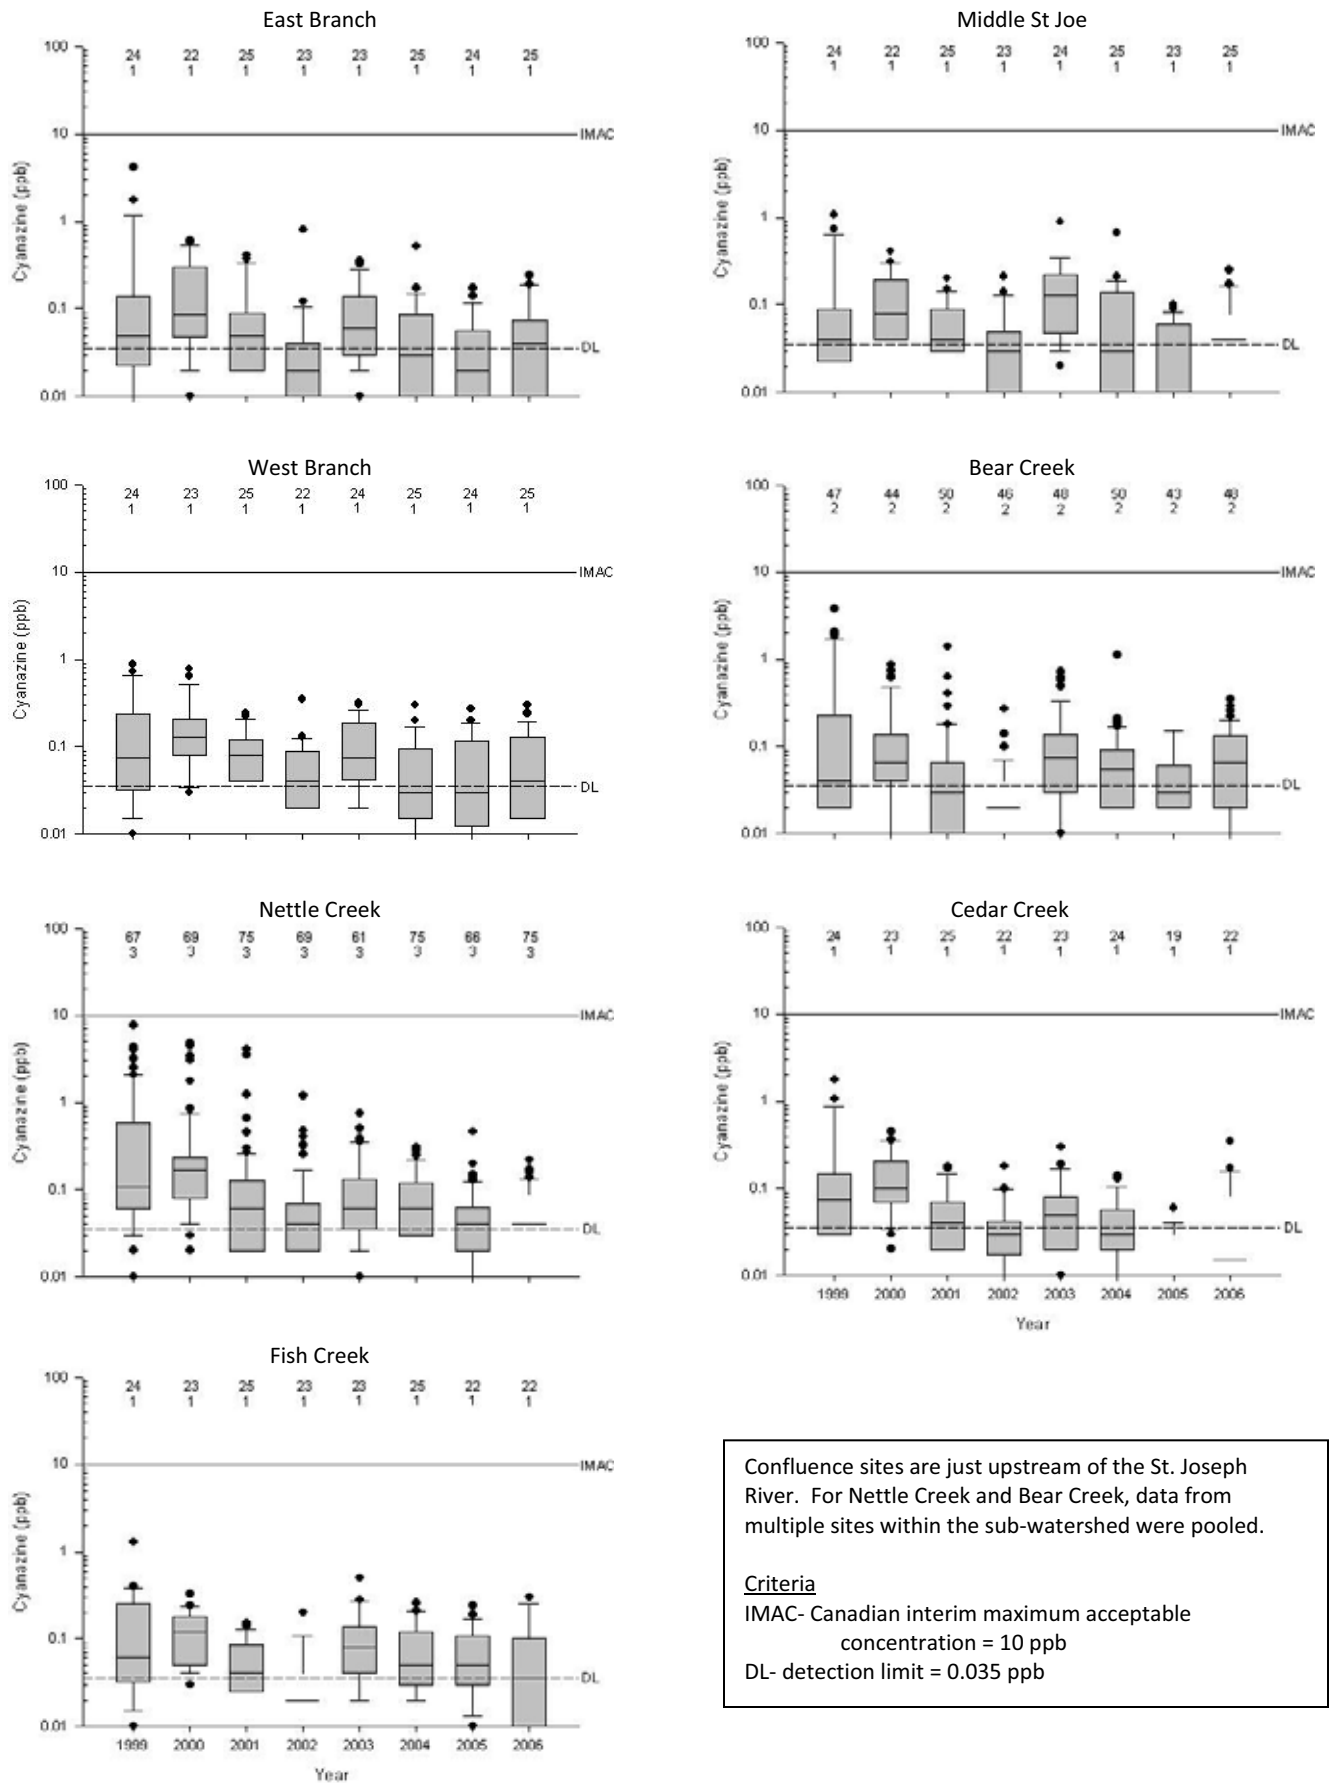 East Branch
100
24 22 25 23 23 25 24 25
1 1 1 1 1 1 1 1
10
IMAC
Cyanazine (ppb)
1
0.1
DL
0.01
Middle St Joe
100
24 22 25 23 24 25 23 25
1 1 1 1 1 1 1 1
10
IMAC
Cyanazine (ppb)
1
0.1
DL
0.01
West Branch
100
24 23 25 22 24 25 24 25
1 1 1 1 1 1 1 1
10
IMAC
Cyanazine (ppb)
1
0.1
DL
0.01
Bear Creek
100
47 44 50 46 48 50 43 48
2 2 2 2 2 2 2 2
10
IMAC
Cyanazine (ppb)
1
0.1
DL
0.01
Nettle Creek
100
67 69 75 69 61 75 66 75
3 3 3 3 3 3 3 3
10
IMAC
Cyanazine (ppb)
1
0.1
DL
0.01
Cedar Creek
100
24 23 25 22 23 24 19 22
1 1 1 1 1 1 1 1
10
IMAC
Cyanazine (ppb)
1
0.1
DL
0.01
1999 2000 2001 2002 2003 2004 2005 2006
Year
Fish Creek
100
24 23 25 23 23 25 22 22
1 1 1 1 1 1 1 1
10
IMAC
Cyanazine (ppb)
1
0.1
DL
0.01
1999 2000 2001 2002 2003 2004 2005 2006
Year
Confluence sites are just upstream of the St. Joseph
River. For Nettle Creek and Bear Creek, data from
multiple sites within the sub-watershed were pooled.
Criteria
IMAC- Canadian interim maximum acceptable
concentration = 10 ppb
DL- detection limit = 0.035 ppb